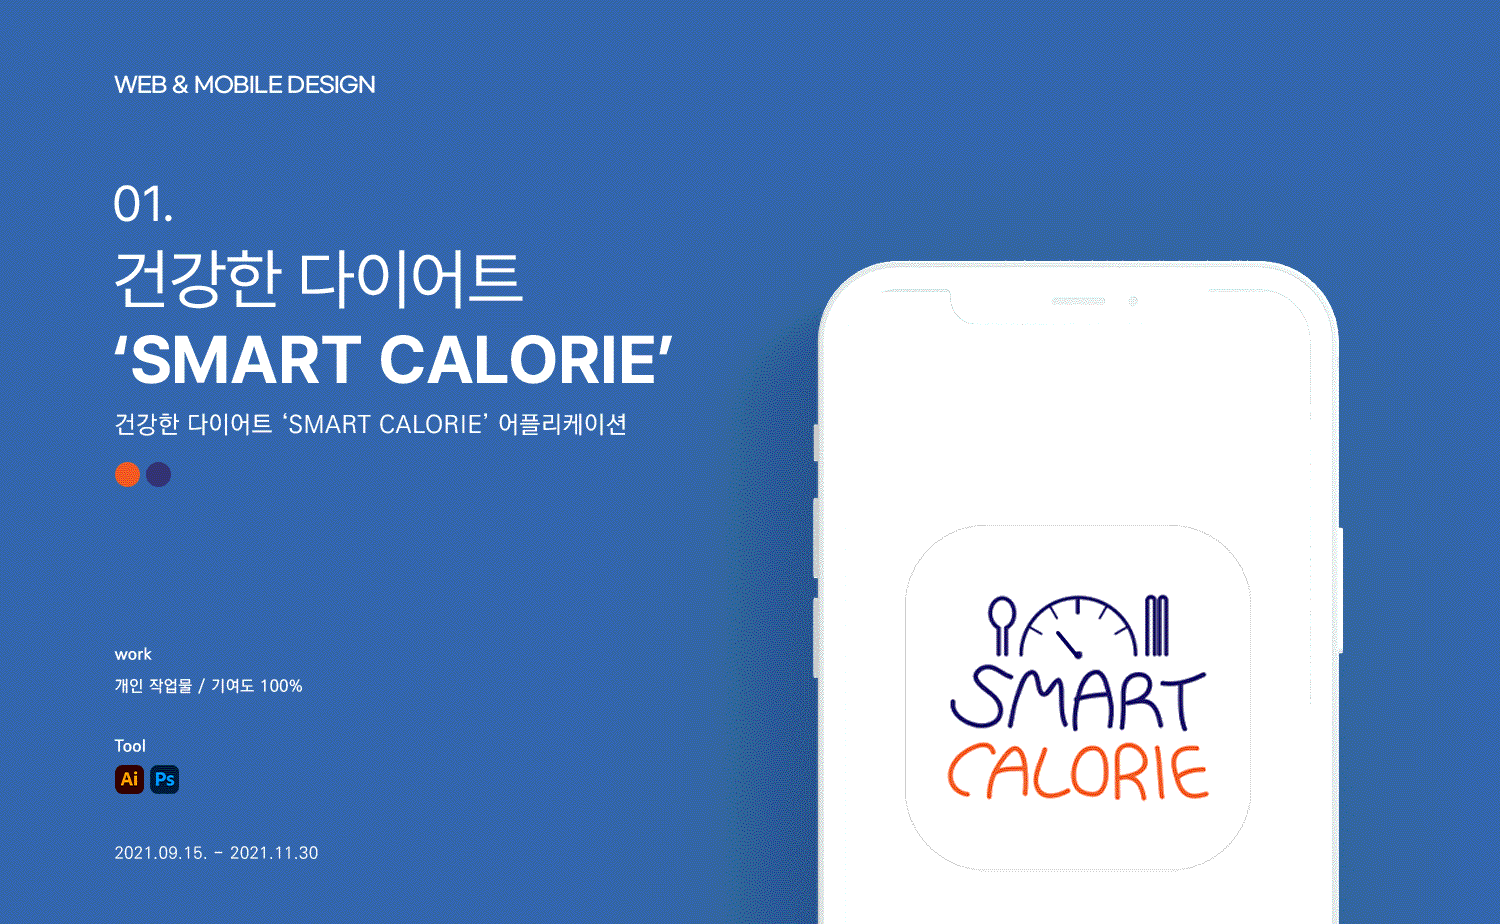 WEB & MOBILE DESIGN
01.
건강한 다이어트
‘SMART CALORIE’
건강한 다이어트 ‘SMART CALORIE’ 어플리케이션
work
개인 작업물 / 기여도 100%
Tool
Ai Ps
2021.09.15. – 2021.11.30
SMART
CALORIE